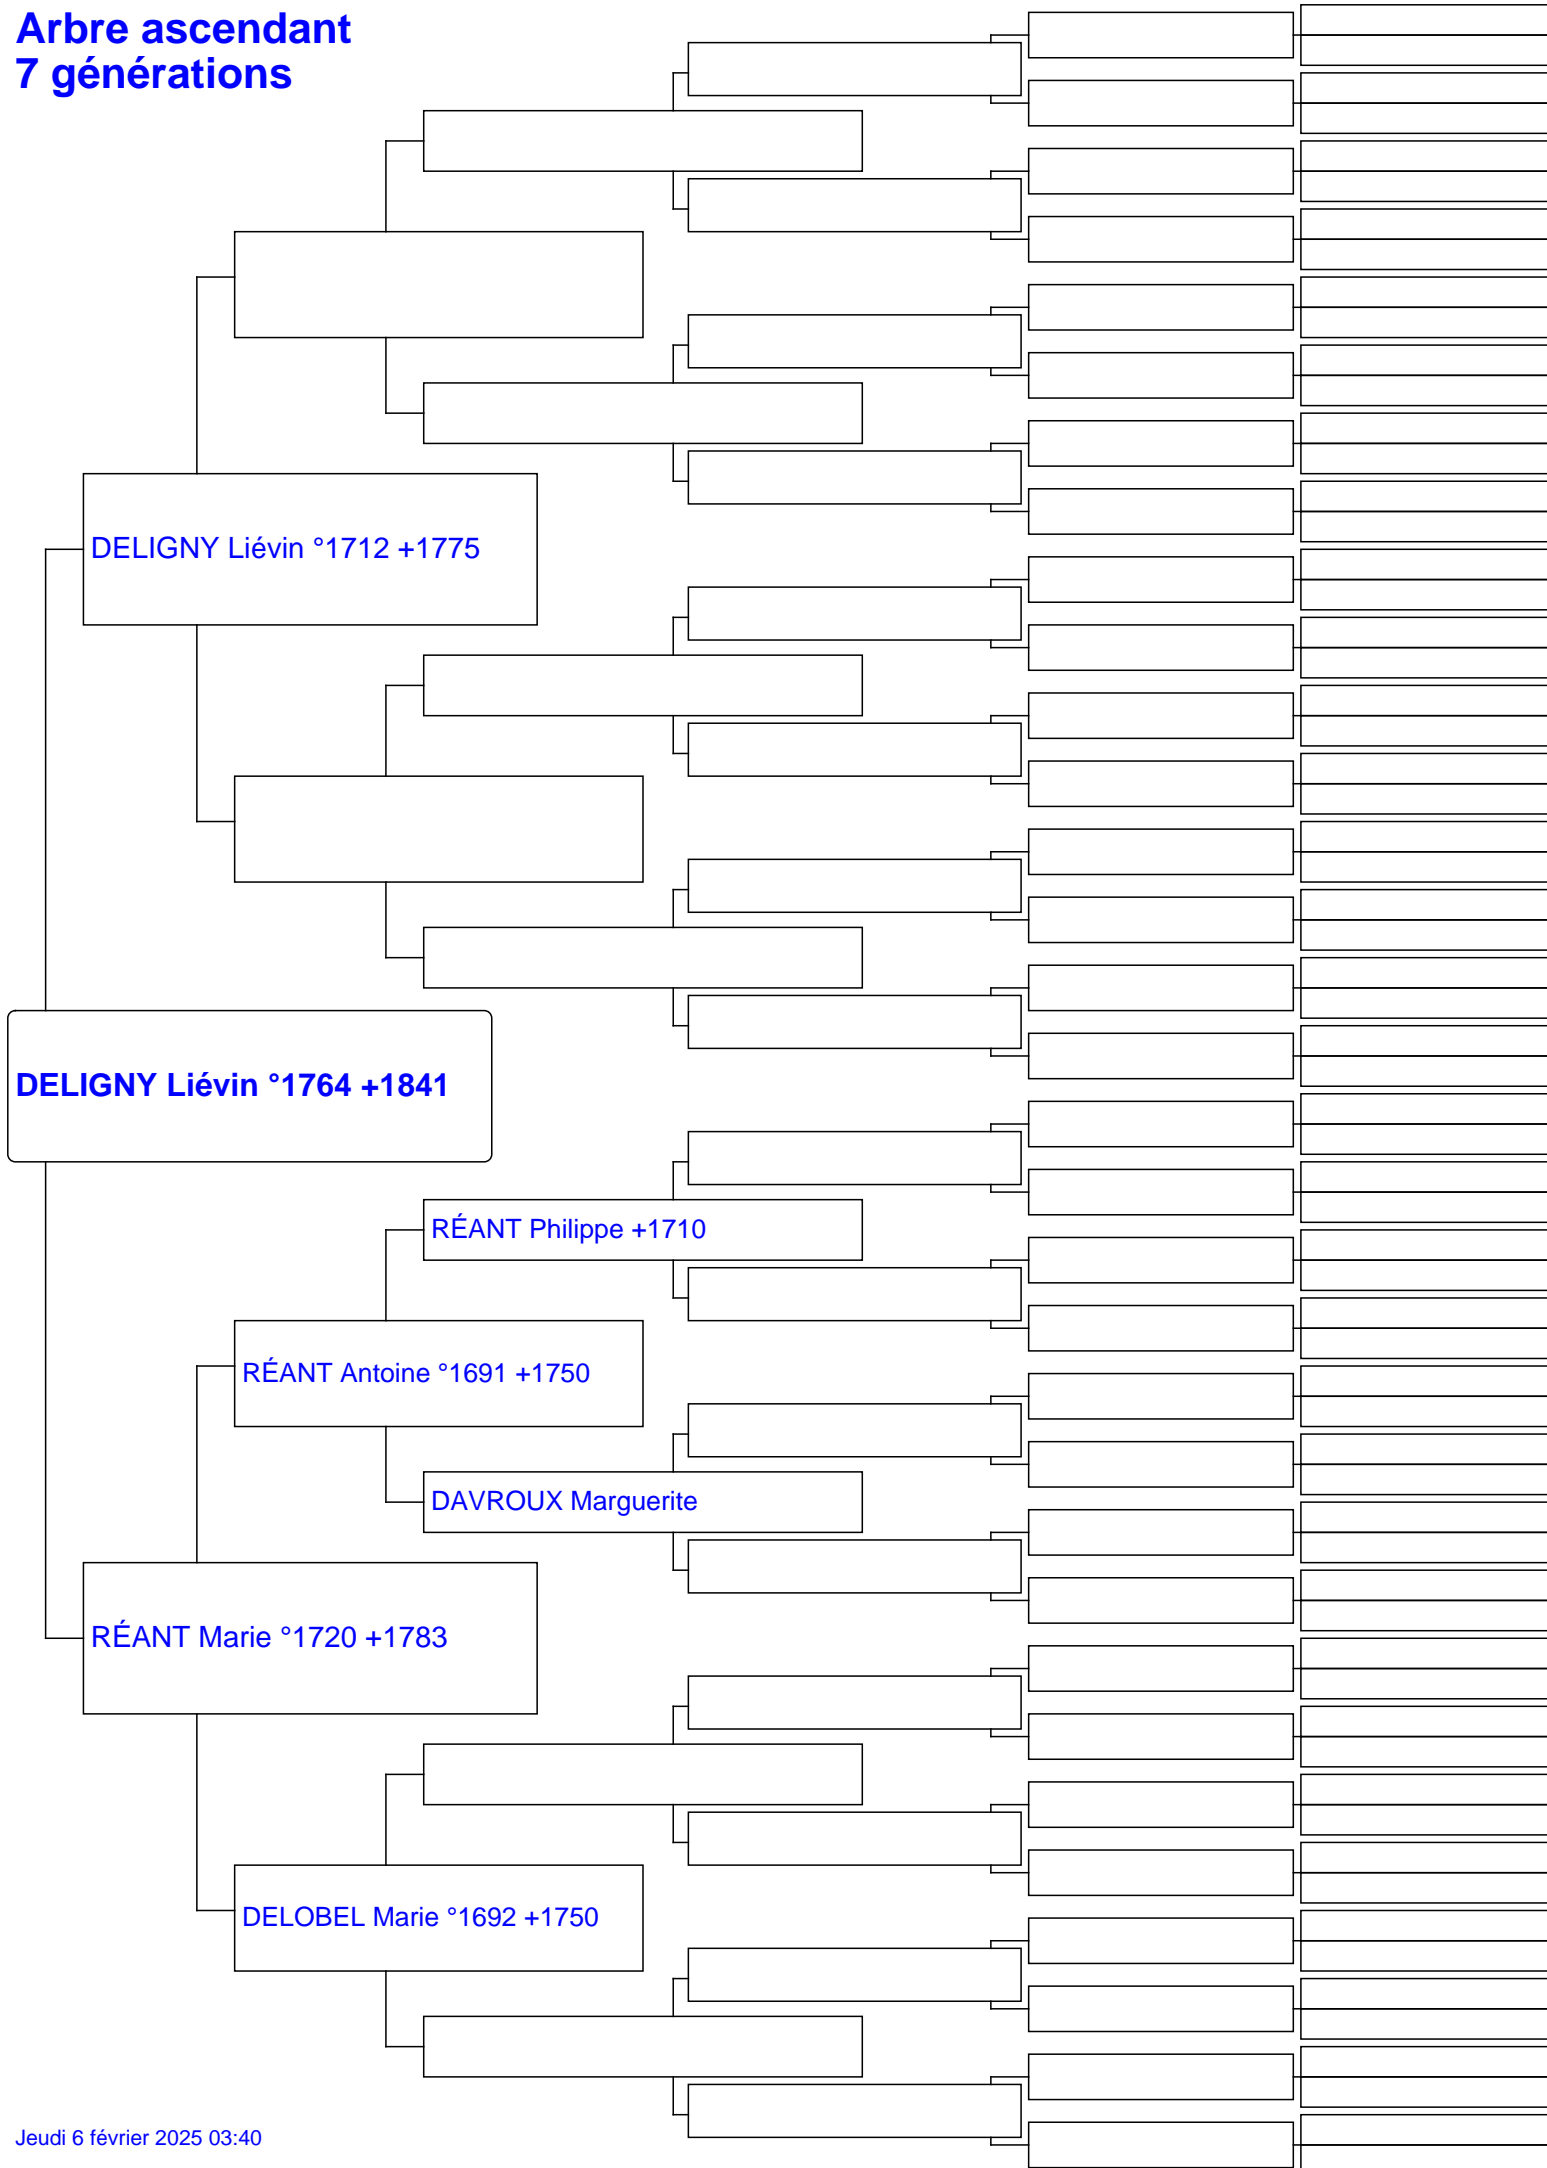 Arbre ascendant
7 générations
DELIGNY Liévin °1712 +1775
DELIGNY Liévin °1764 +1841
RÉANT Philippe +1710
RÉANT Antoine °1691 +1750
DAVROUX Marguerite
RÉANT Marie °1720 +1783
DELOBEL Marie °1692 +1750
Jeudi 6 février 2025 03:40